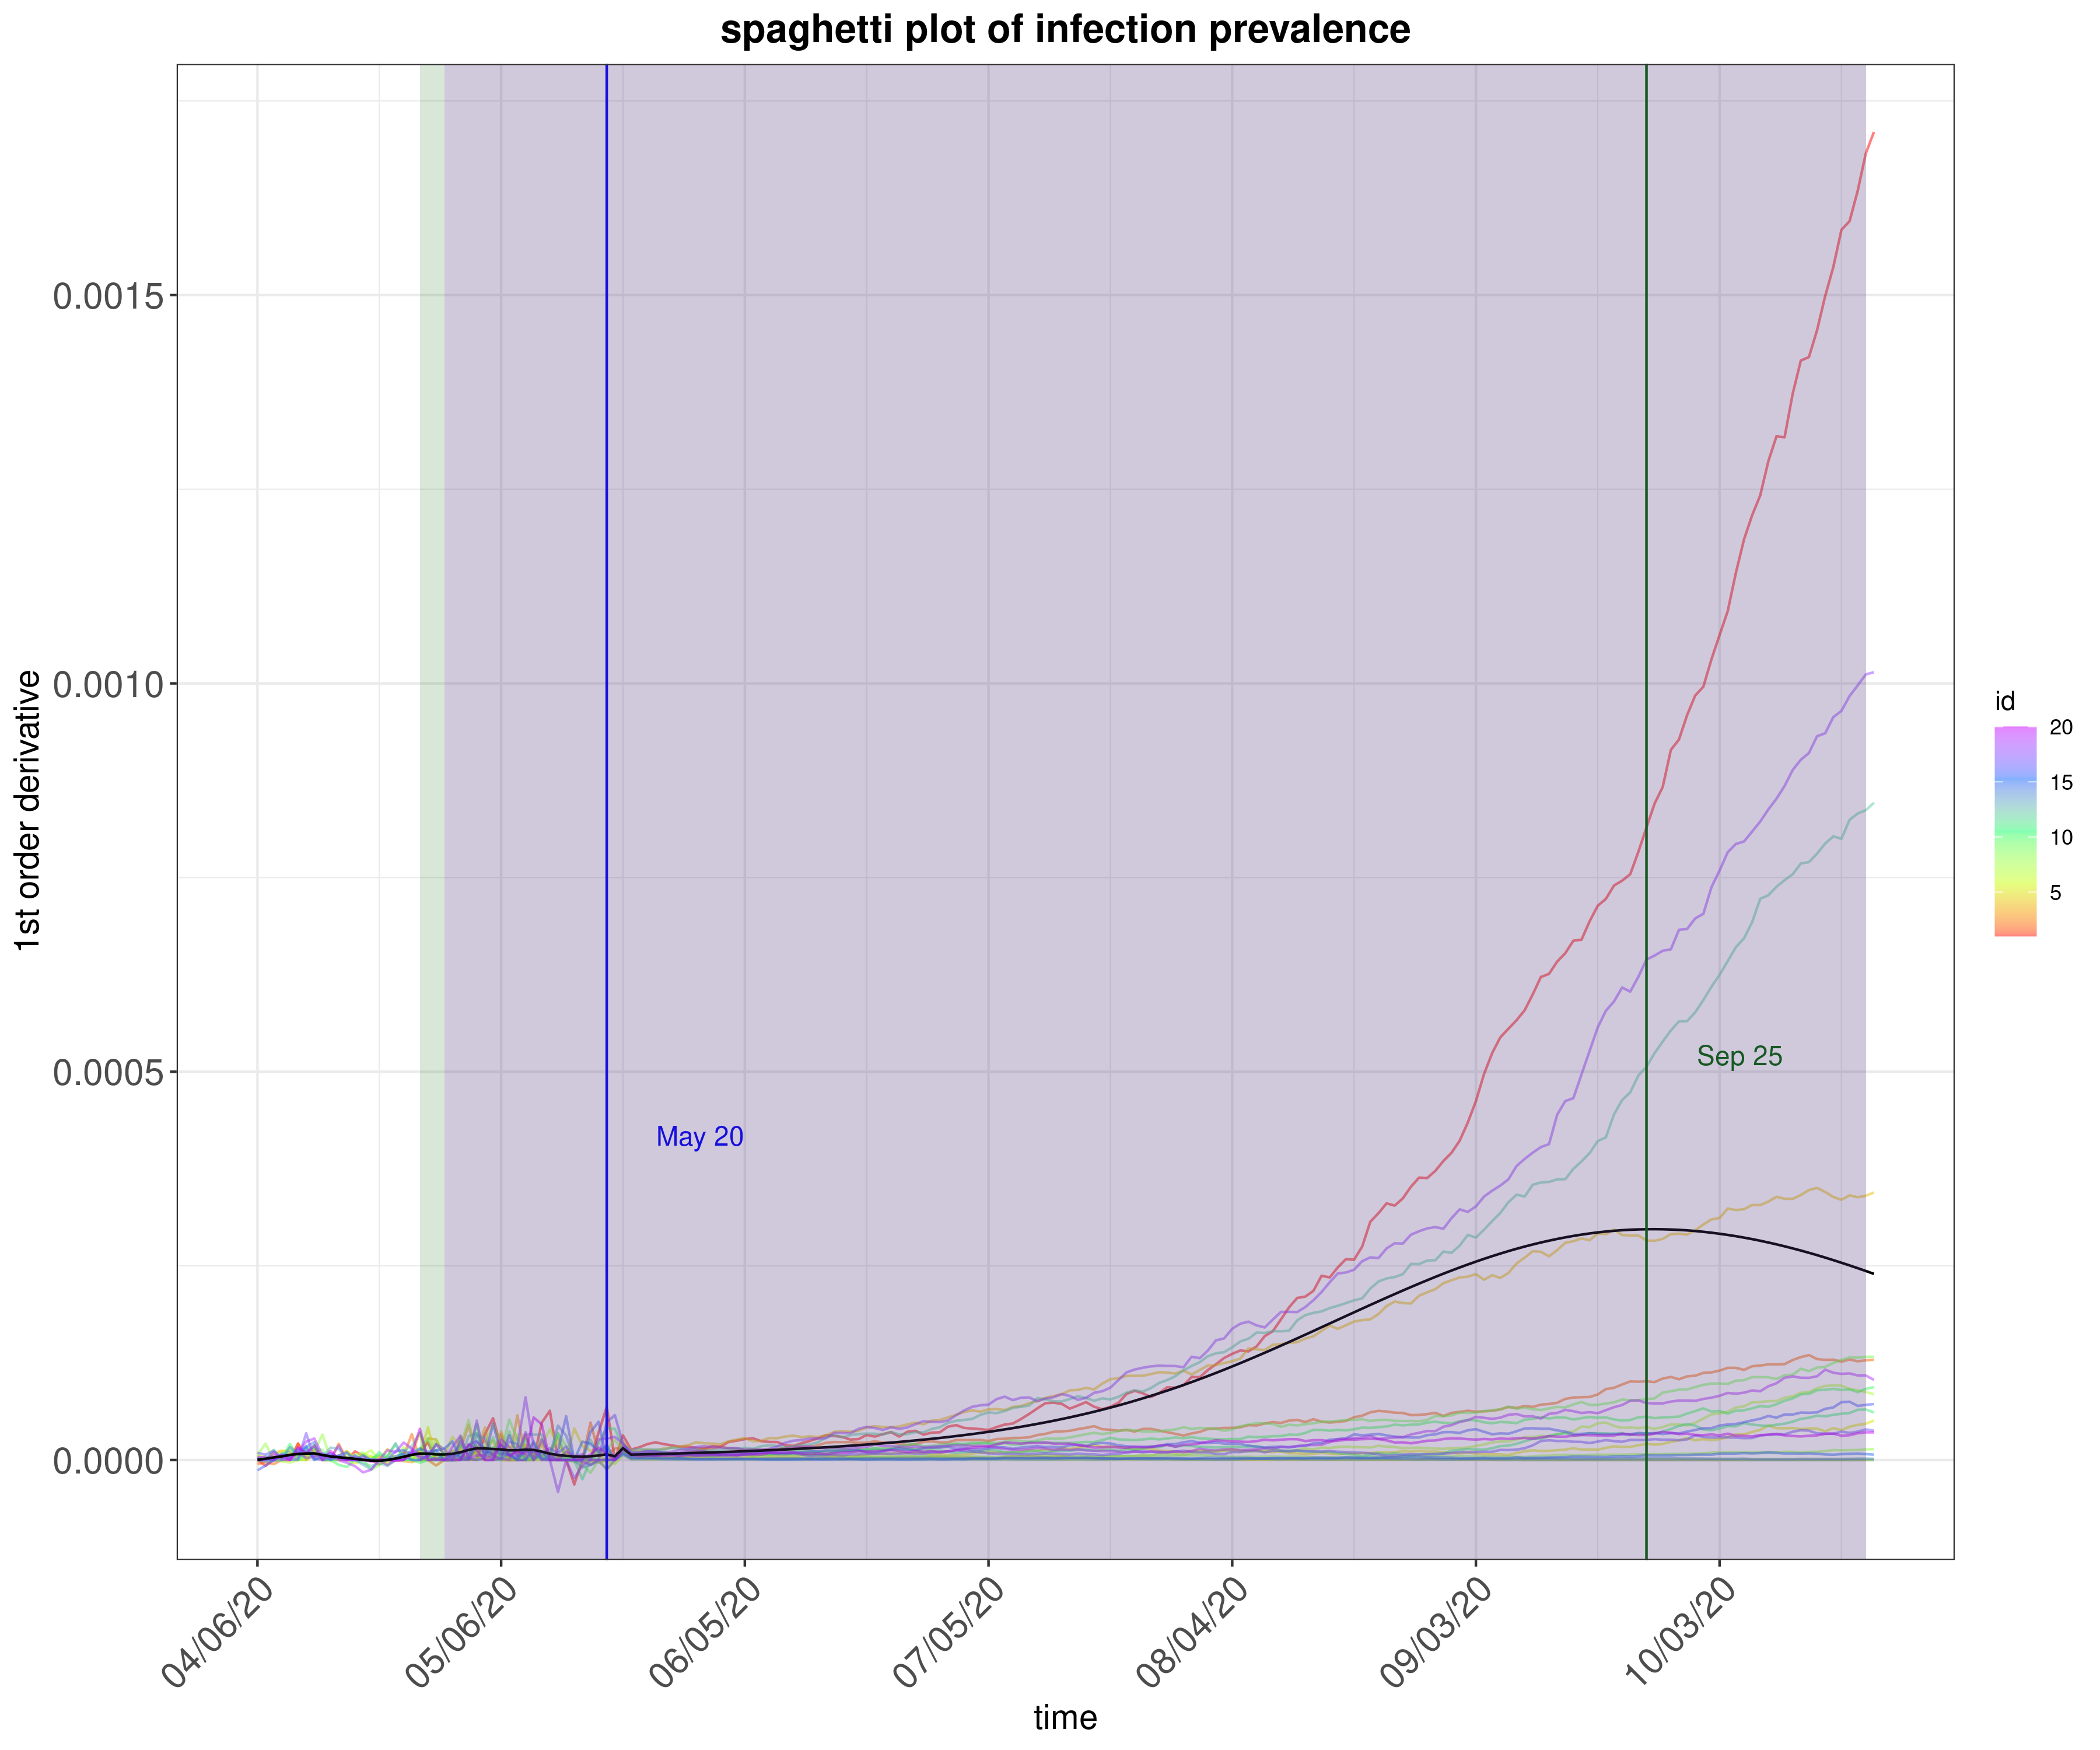 spaghetti plot of infection prevalence
1st order derivative
0.0015
0.0010
0.0005
0.0000
May 20
Sep 25
id
20
15
10
5
04/06/20
05/06/20
06/05/20
07/05/20
08/04/20
09/03/20
10/03/20
time